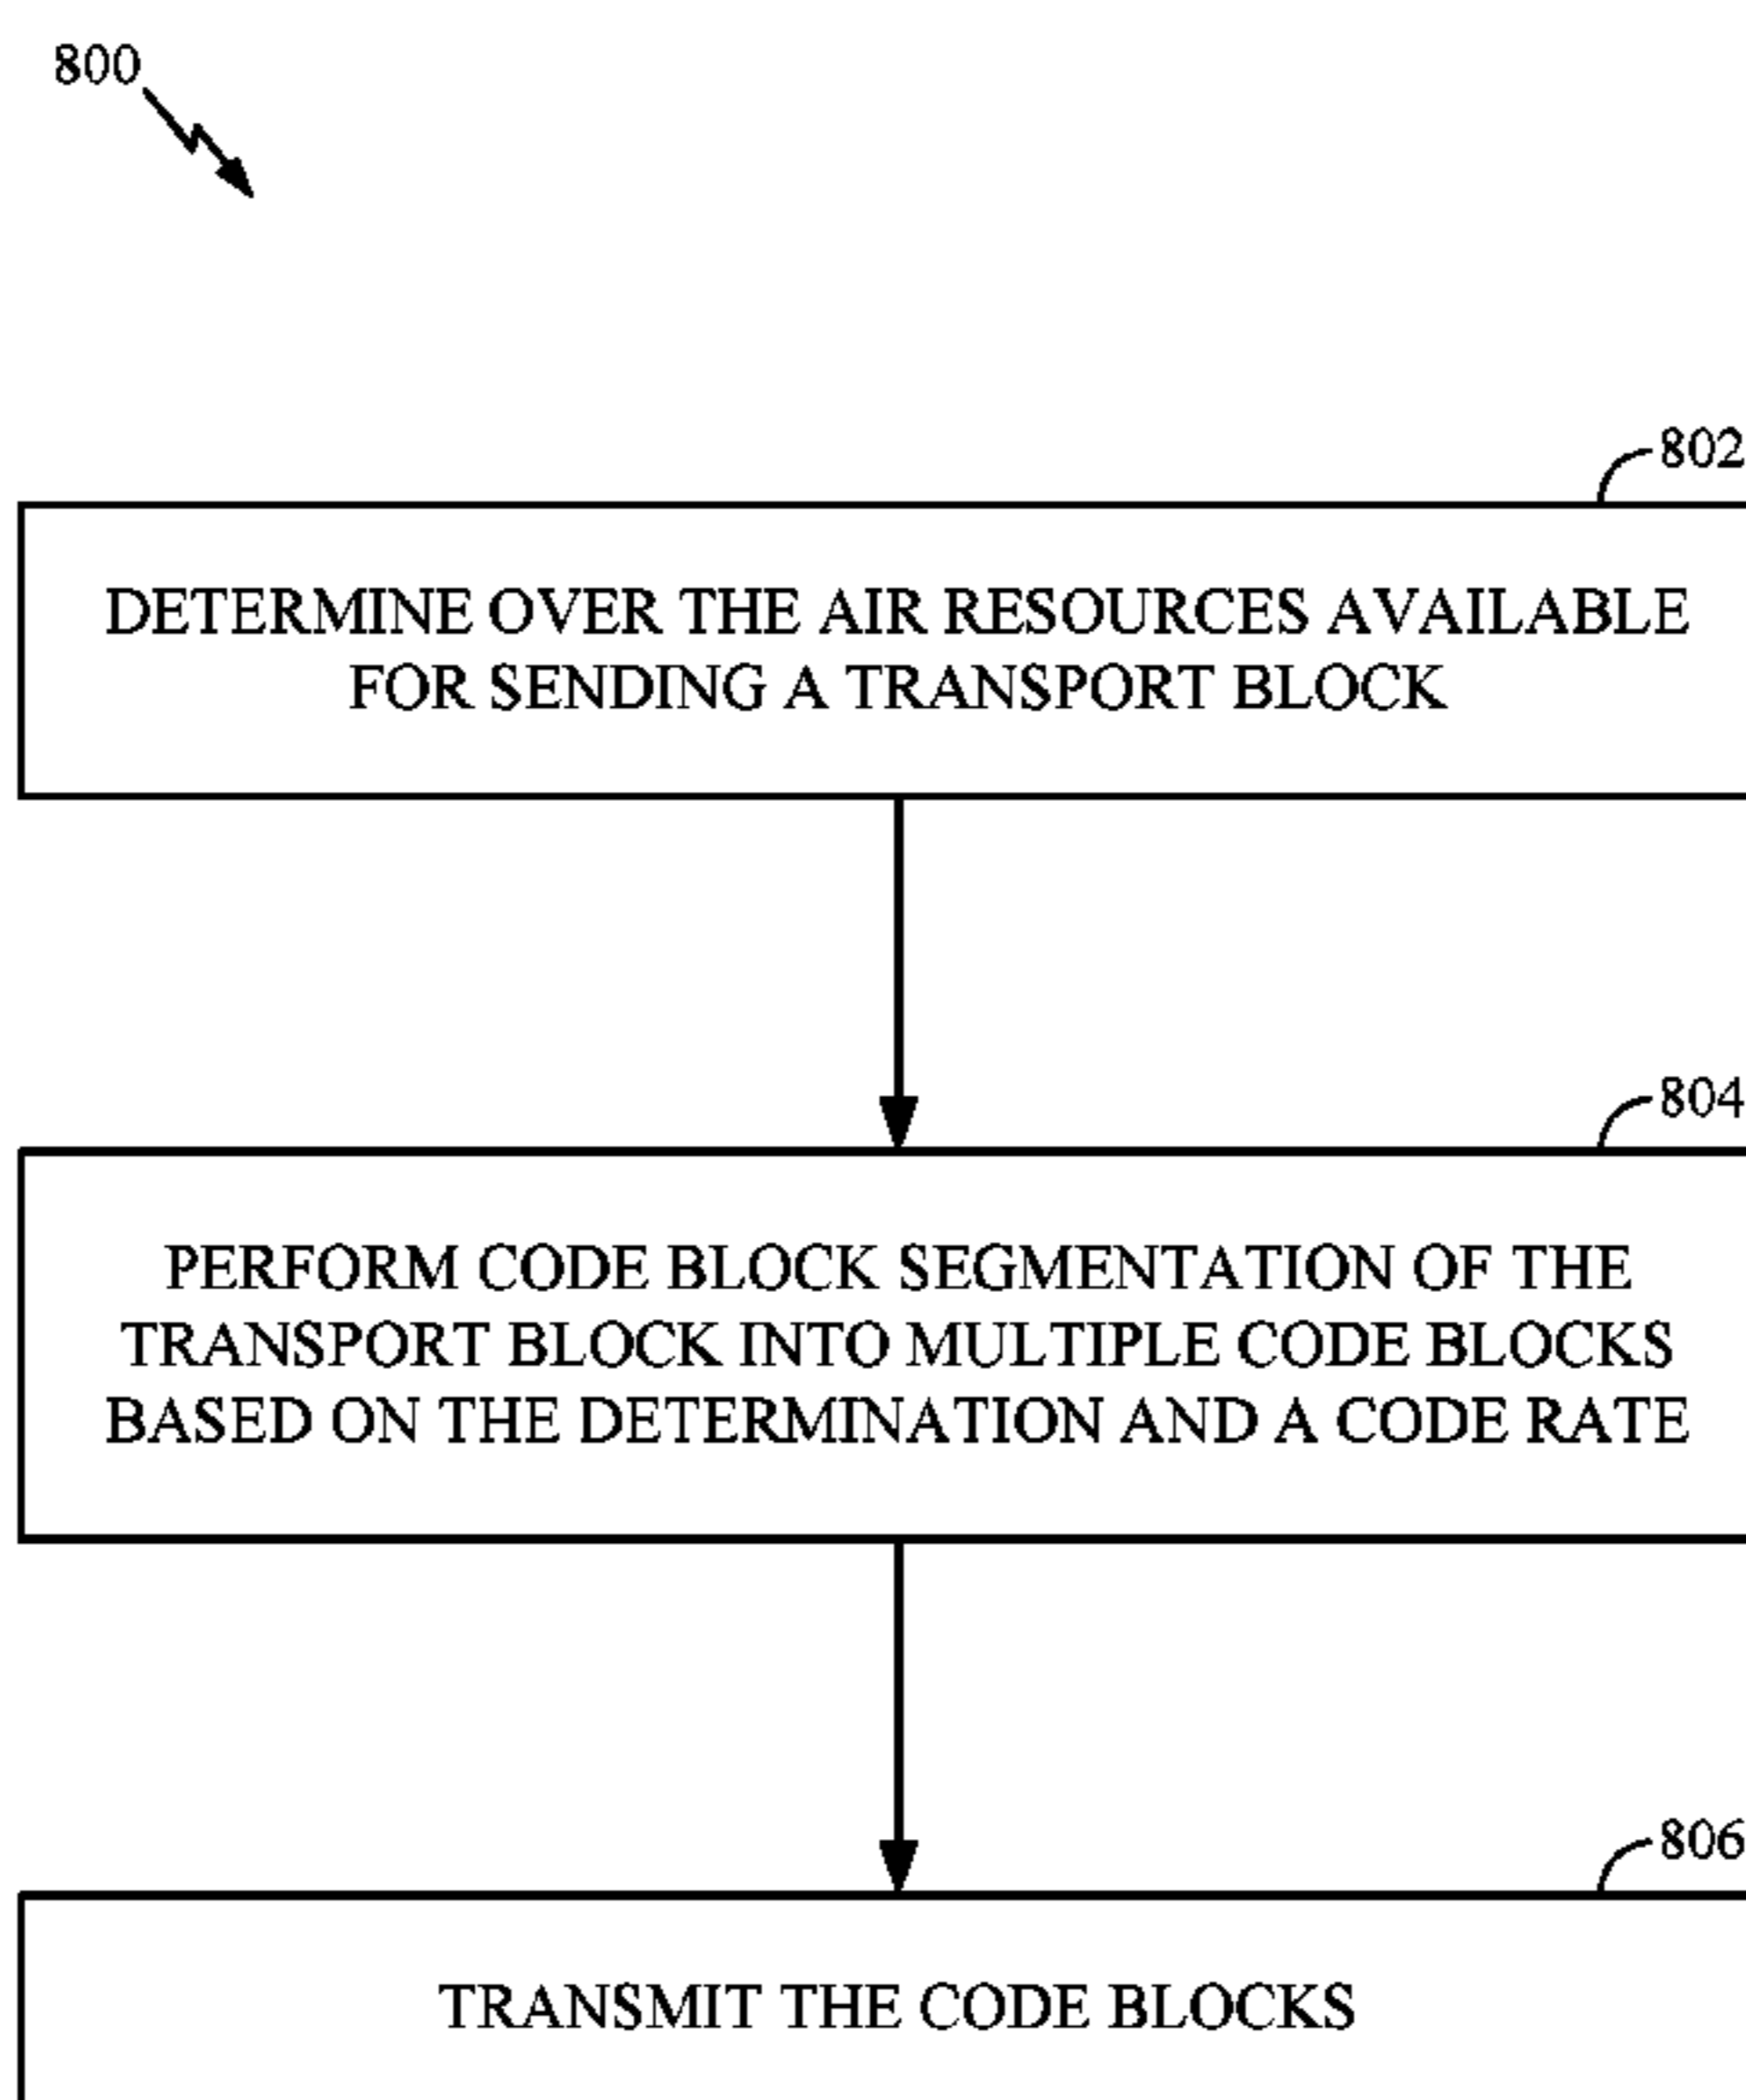 800
802
DETERMINE OVER THE AIR RESOURCES AVAILABLE
FOR SENDING A TRANSPORT BLOCK
804
PERFORM CODE BLOCK SEGMENTATION OF THE
TRANSPORT BLOCK INTO MULTIPLE CODE BLOCKS
BASED ON THE DETERMINATION AND A CODE RATE
806
TRANSMIT THE CODE BLOCKS